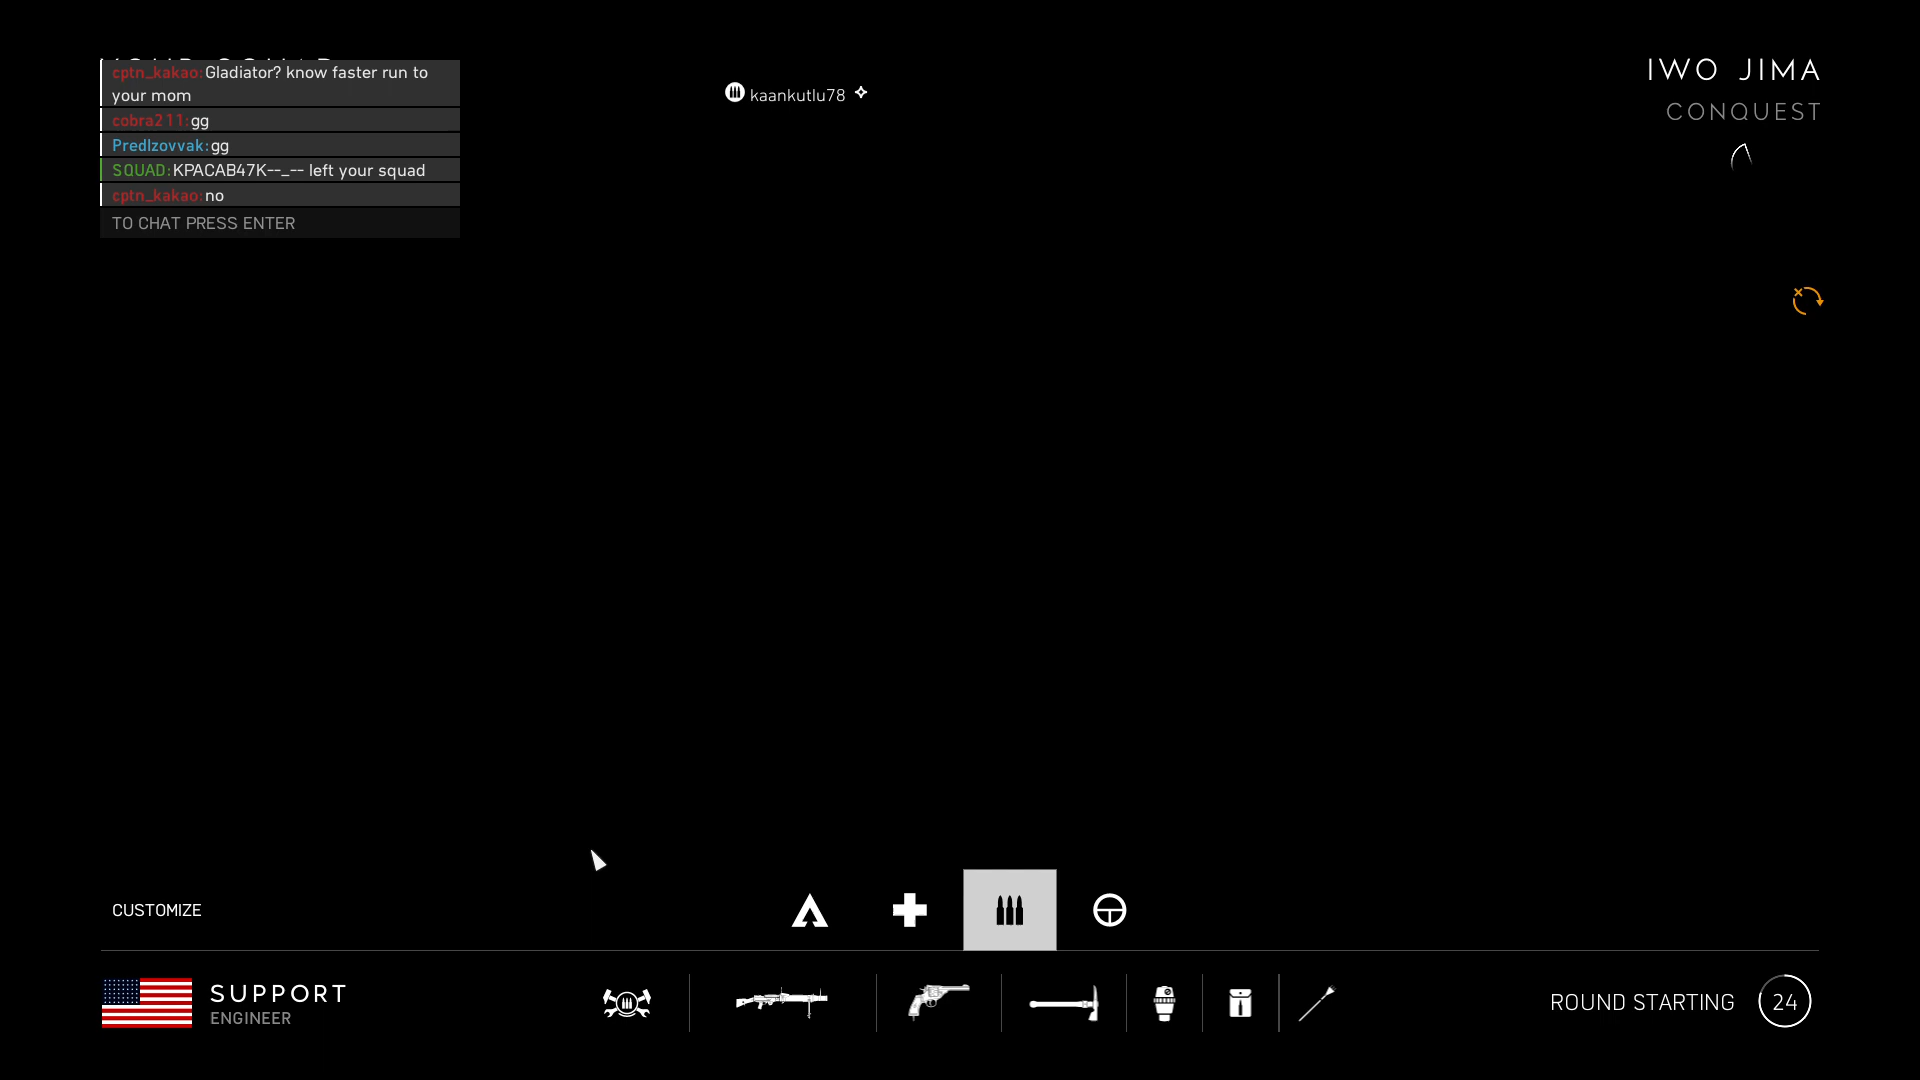 cptn_kakao:Gladiator? know faster run to
your mom
cobra211:gg
Predlzovvak:gg
SQUAD:KPACAB47K--_-- left your squad
cptn_kakao:no
TO CHAT PRESS ENTER
kaankutlu78
IWO JIMA
CONQUEST
CUSTOMIZE
SUPPORT
ENGINEER
ROUND STARTING 24